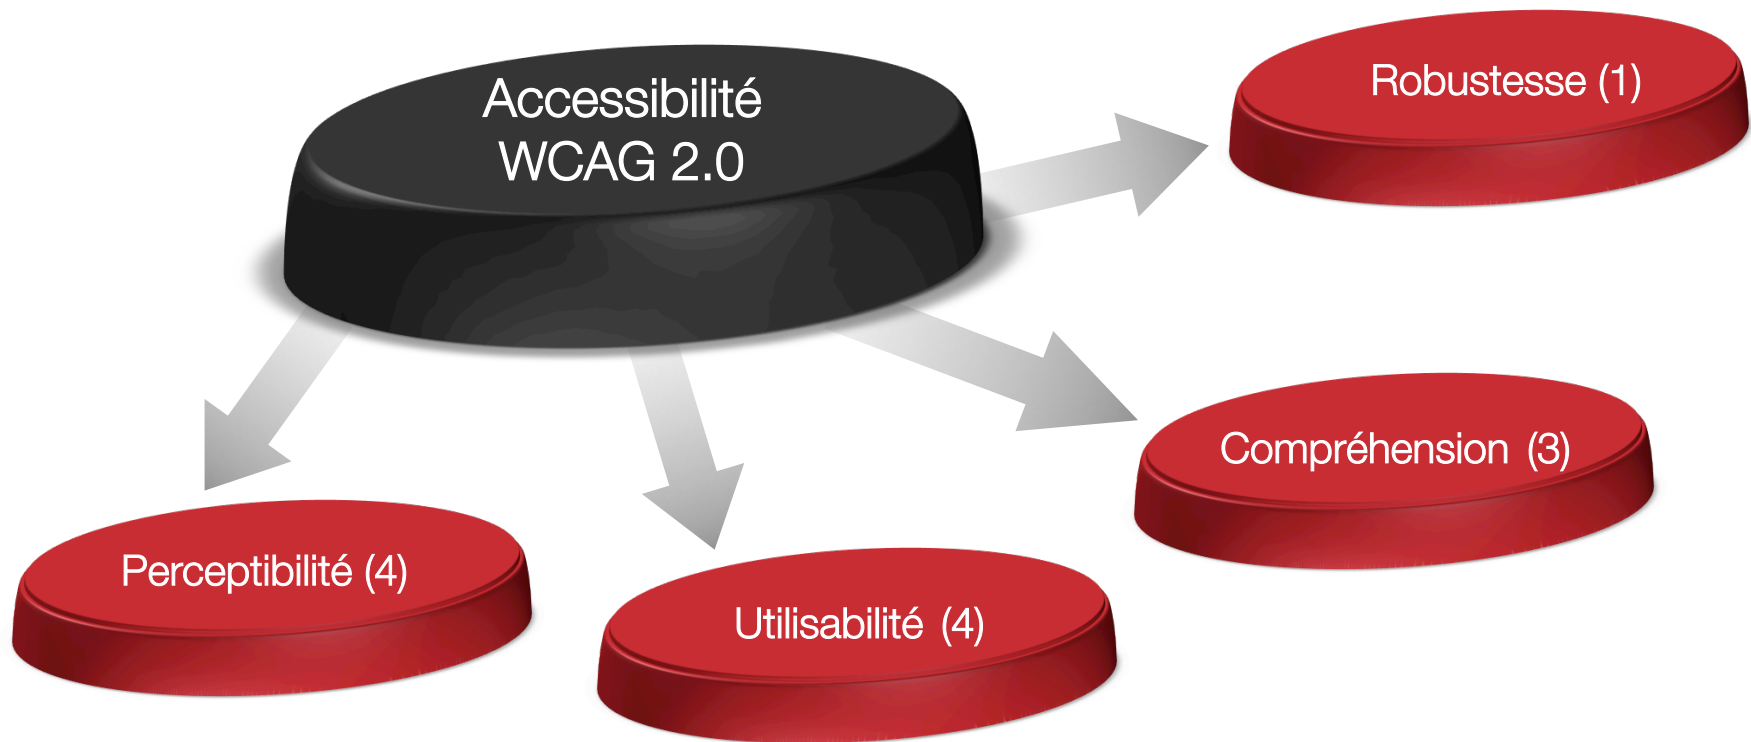 Accessibilité
WCAG 2.0
Robustesse (1)
Compréhension (3)
Perceptibilité (4)
Utilisabilité (4)